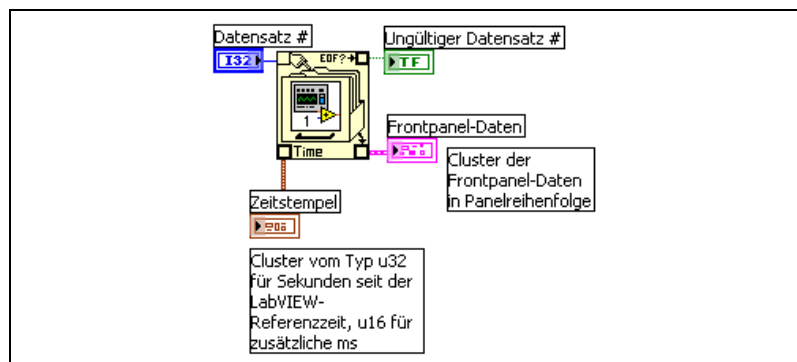 Datensatz #
Ungültiger Datensatz #
I32
EOF?
TF
1
Frontpanel-Daten
Time
Cluster der
Frontpanel-Daten
in Panelreihenfolge
Zeitstempel
Cluster vom Typ u32
für Sekunden seit der
LabVIEW-
Referenzzeit, u16 für
zusätzliche ms